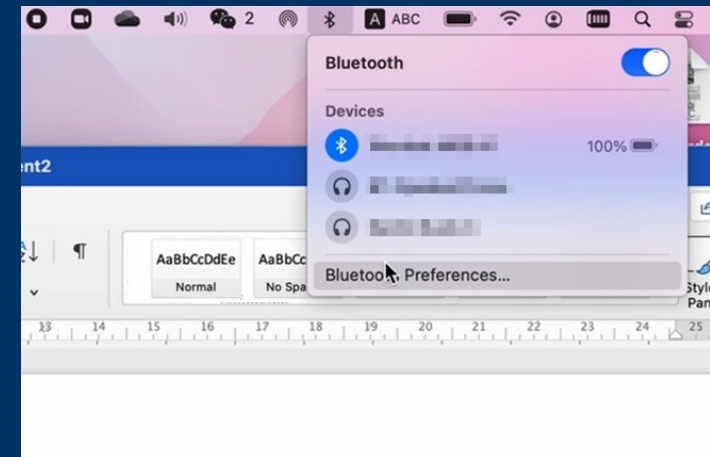 2 A ABC
Bluetooth
Devices
100%
Bluetooth Preferences...
ent2
AaBbCcDdEe AaBbCc
Normal No Spa
Style
Pan
13 14 15 16 17 18 19 20 21 22 23 24 25